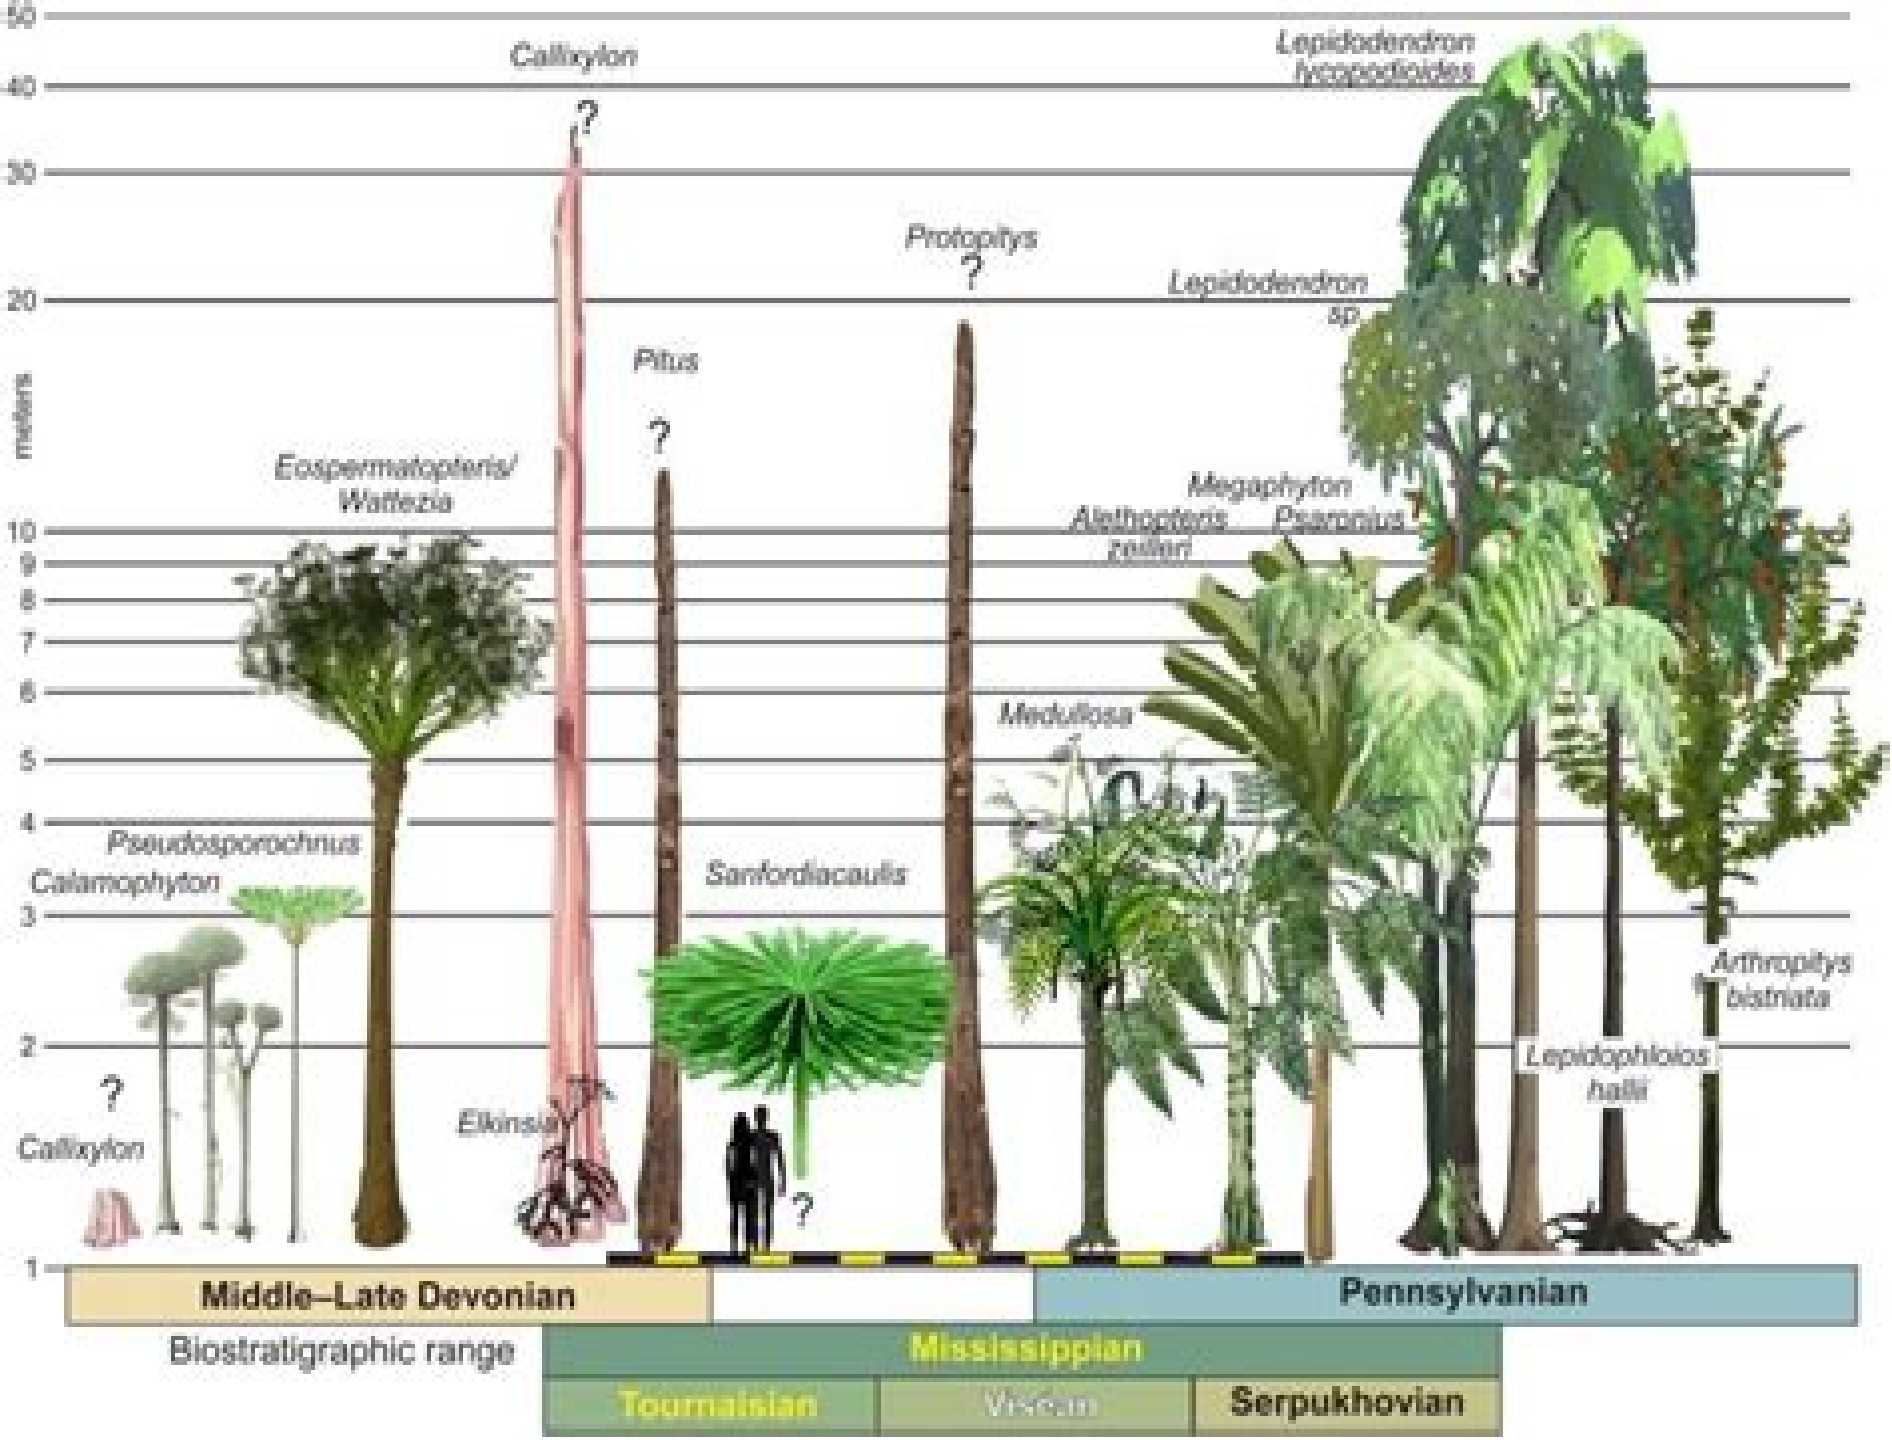 50
Callixylon
Lepidodendron
lycopodioides
40
?
30
Protopitys
?
Lepidodendron
sp.
20
Pitus
?
meters
Eospermatopteris/
Wattezia
Megaphyton
Alethopteris
zeilleri
Psaronius
10
9
8
7
6
Medullosa
5
4
Pseudosporochnus
Calamophyton
Sanfordiacaulis
3
Arthropitys
bistriata
2
Lepidophloios
hallii
?
Callixylon
Elkinsia
?
1
Middle–Late Devonian
Pennsylvanian
Biostratigraphic range
Mississippian
Tournaisian
Viséan
Serpukhovian